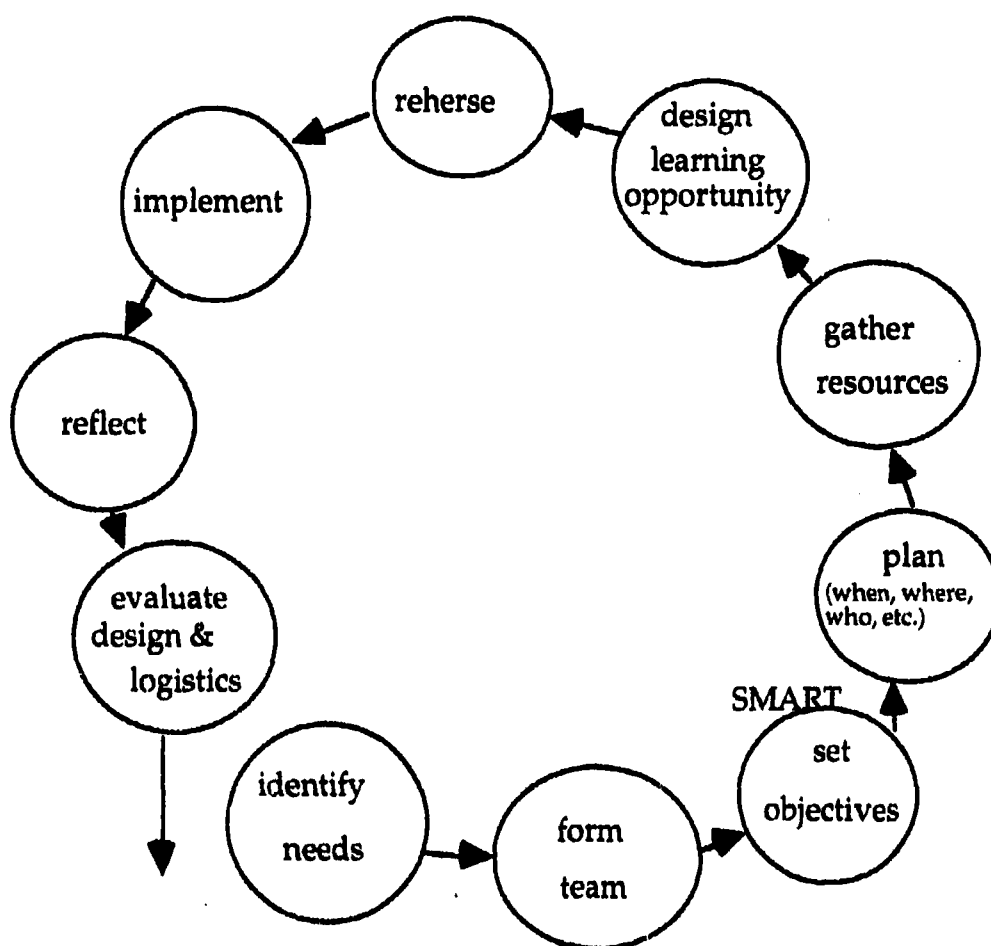 reherse
design
learning
opportunity
implement
gather
resources
reflect
plan
(when, where,
who, etc.)
evaluate
design &
logistics
SMART
set
objectives
identify
needs
form
team